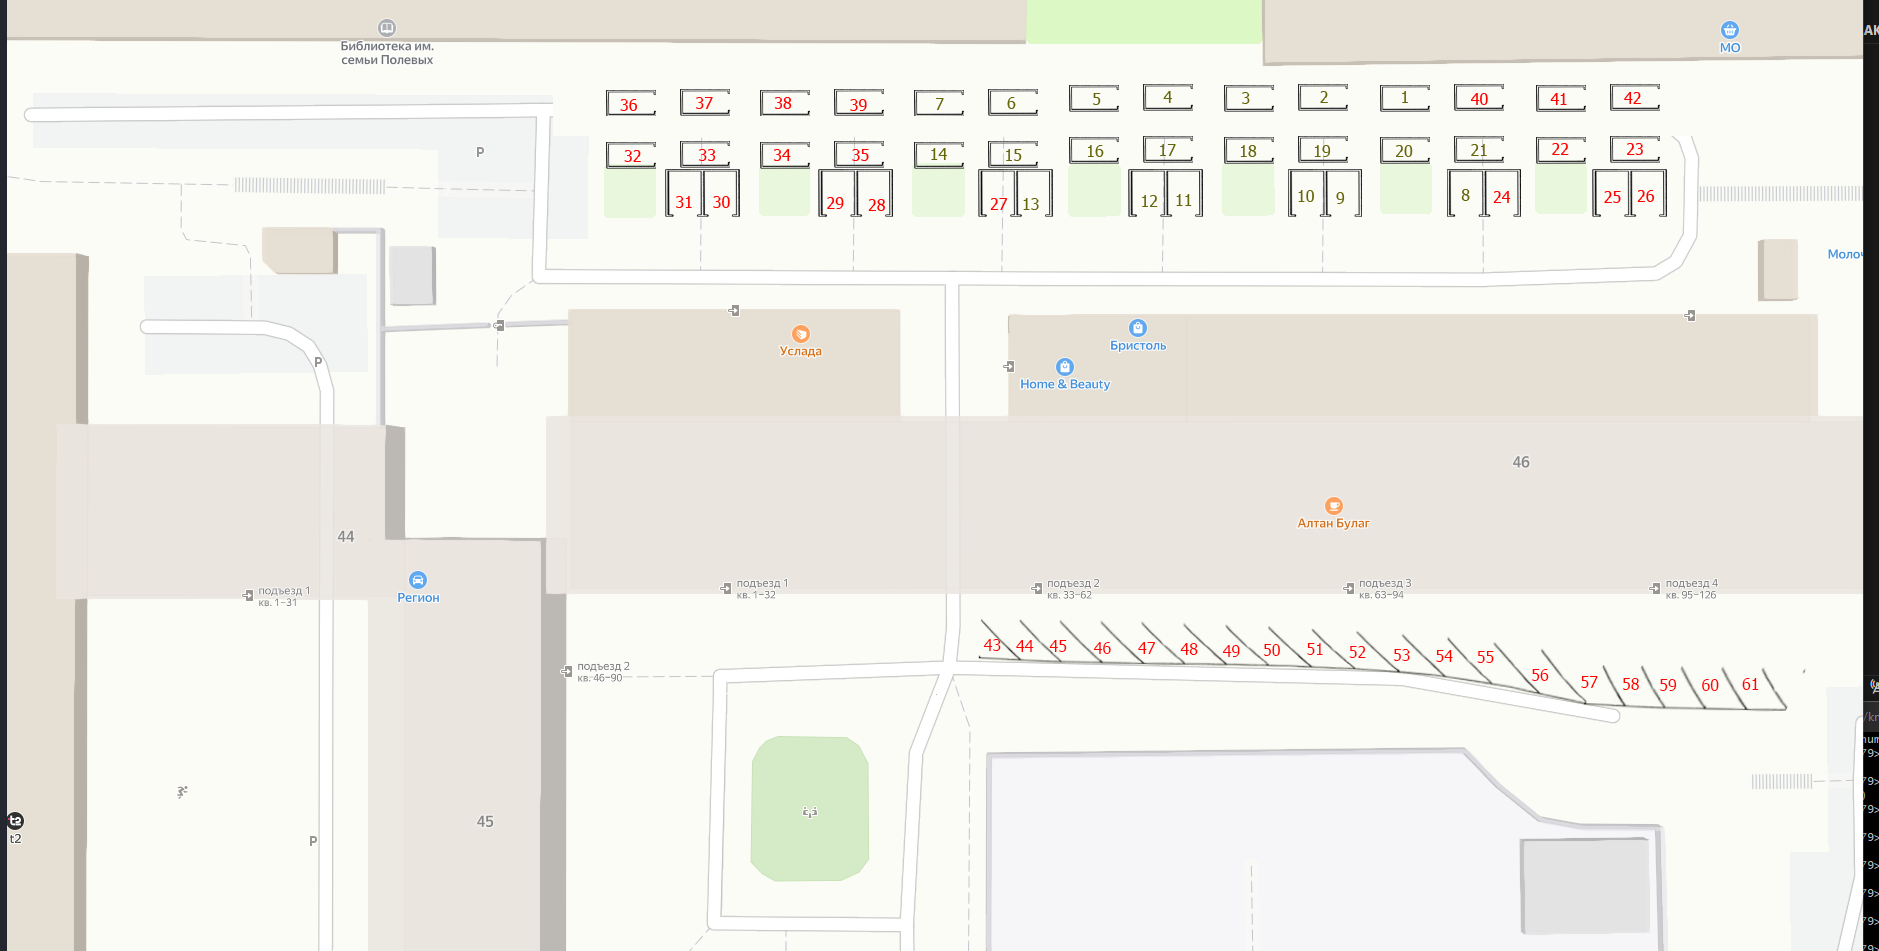 Библиотека им.
семьи Полевых
МО
АК
36 37 38 39 7 6 5 4 3 2 1 40 41 42
32 33 34 35 14 15 16 17 18 19 20 21 22 23
P
31 30 29 28 27 13 12 11 10 9 8 24 25 26
Молоч
Услада
Бристоль
P
Home & Beauty
46
Алтан Булаг
44
Регион
подъезд 1
кв. 1–31
подъезд 1
кв. 1–32
подъезд 2
кв. 33–62
подъезд 3
кв. 63–94
подъезд 4
кв. 95–126
43 44 45 46 47 48 49 50 51 52 53 54 55 56 57 58 59 60 61
подъезд 2
кв. 46–90
45
P
t2
t2